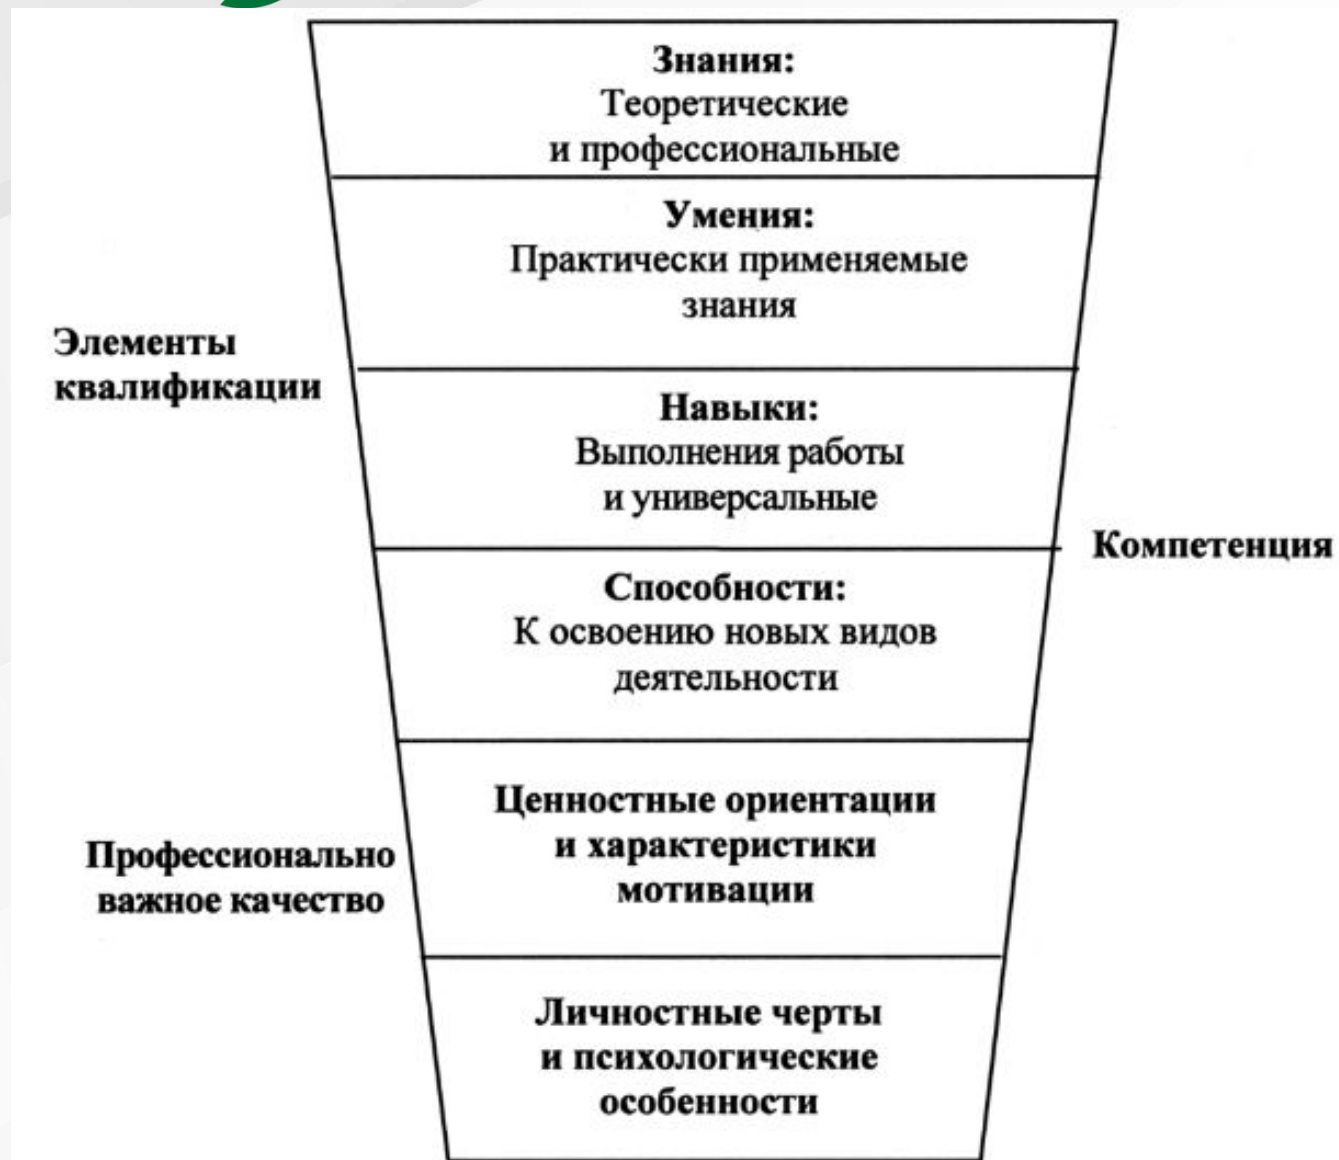 Знания:
Теоретические
и профессиональные
Умения:
Практически применяемые
знания
Элементы
квалификации
Навыки:
Выполнения работы
и универсальные
Компетенция
Способности:
К освоению новых видов
деятельности
Ценностные ориентации
и характеристики
мотивации
Профессионально
важное качество
Личностные черты
и психологические
особенности